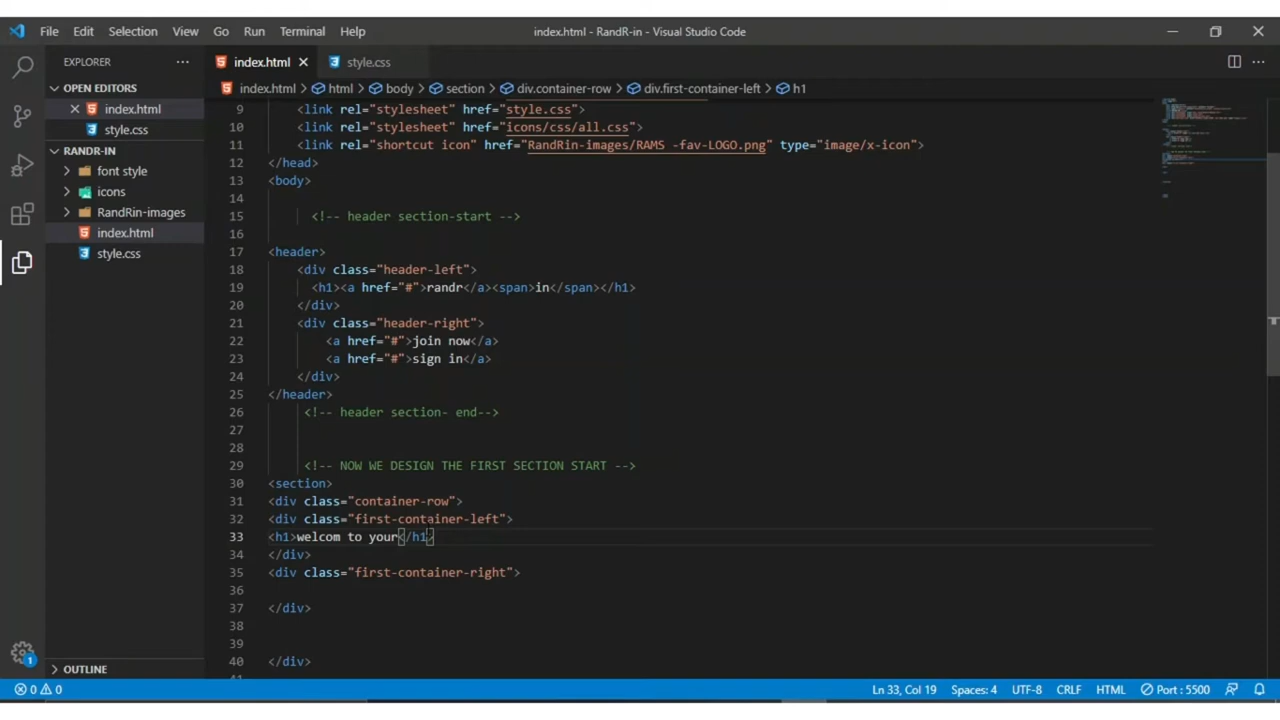 File Edit Selection View Go Run Terminal Help
index.html - RandR-in - Visual Studio Code
EXPLORER
index.html
style.css
OPEN EDITORS
index.html
style.css
RANDR-IN
font style
icons
RandRin-images
index.html
style.css
OUTLINE
index.html html body section div.container-row div.first-container-left h1
9 <link rel="stylesheet" href="style.css">
10 <link rel="stylesheet" href="icons/css/all.css">
11 <link rel="shortcut icon" href="RandRin-images/RAMS -fav-LOGO.png" type="image/x-icon">
12 </head>
13 <body>
14
15 <!-- header section-start -->
16
17 <header>
18 <div class="header-left">
19 <h1><a href="#">randr</a><span>in</span></h1>
20 </div>
21 <div class="header-right">
22 <a href="#">join now</a>
23 <a href="#">sign in</a>
24 </div>
25 </header>
26 <!-- header section- end-->
27
28
29 <!-- NOW WE DESIGN THE FIRST SECTION START -->
30 <section>
31 <div class="container-row">
32 <div class="first-container-left">
33 <h1>welcom to your</h1>
34 </div>
35 <div class="first-container-right">
36
37 </div>
38
39
40 </div>
1
0 0
Ln 33, Col 19 Spaces: 4 UTF-8 CRLF HTML Port : 5500